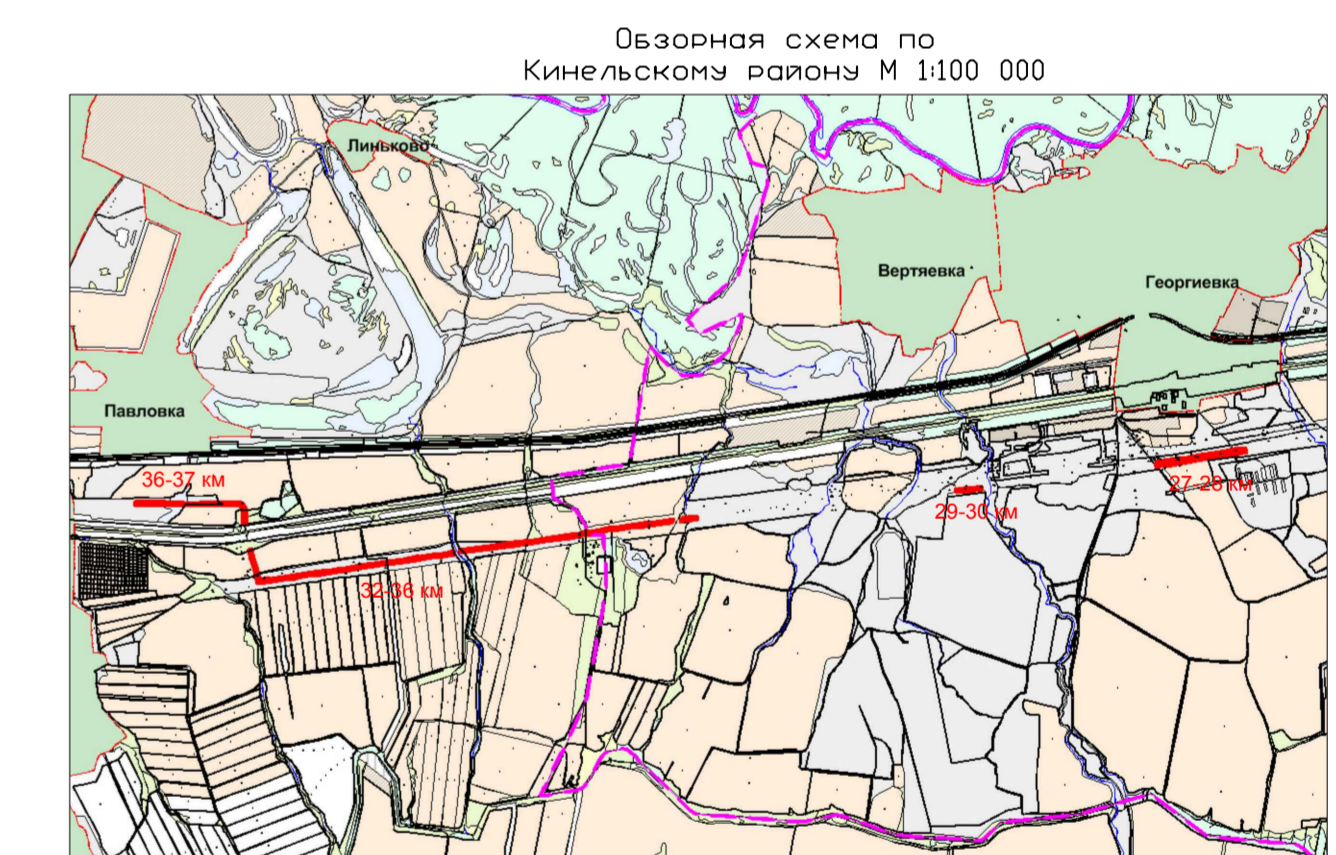 Обзорная схема по
Кинельскому району М 1:100 000
Линьково
Вертяевка
Георгиевка
Павловка
36-37 км
27-28 км
29-30 км
32-36 км